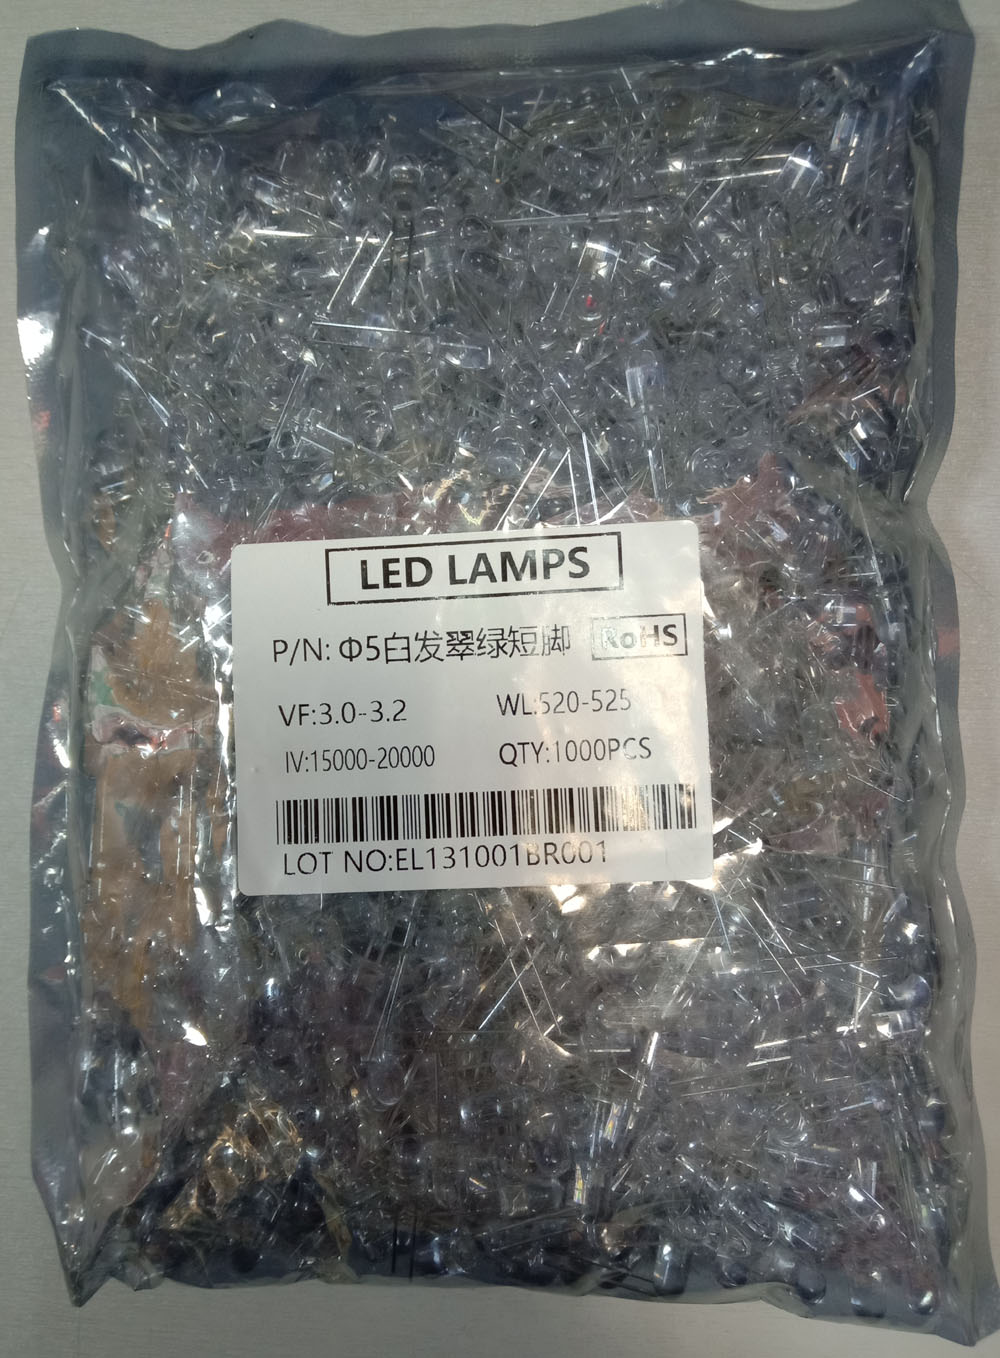 LED LAMPS
P/N: Φ5白发翠绿短脚 RoHS
VF:3.0-3.2 WL:520-525
IV:15000-20000 QTY:1000PCS
LOT NO:EL131001BR001